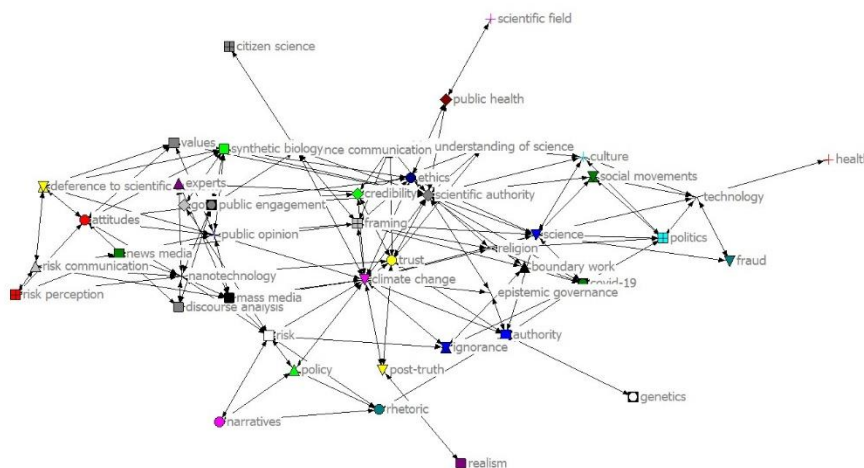 scientific field
citizen science
public health
values
synthetic biology
nce communication
understanding of science
culture
health
deference to scientific
experts
ethics
social movements
credibility
scientific authority
technology
go
public engagement
attitudes
framing
public opinion
science
politics
news media
religion
trust
fraud
risk communication
boundary work
nanotechnology
climate change
covid-19
risk perception
mass media
epistemic governance
discourse analysis
risk
authority
ignorance
policy
post-truth
genetics
narratives
rhetoric
realism